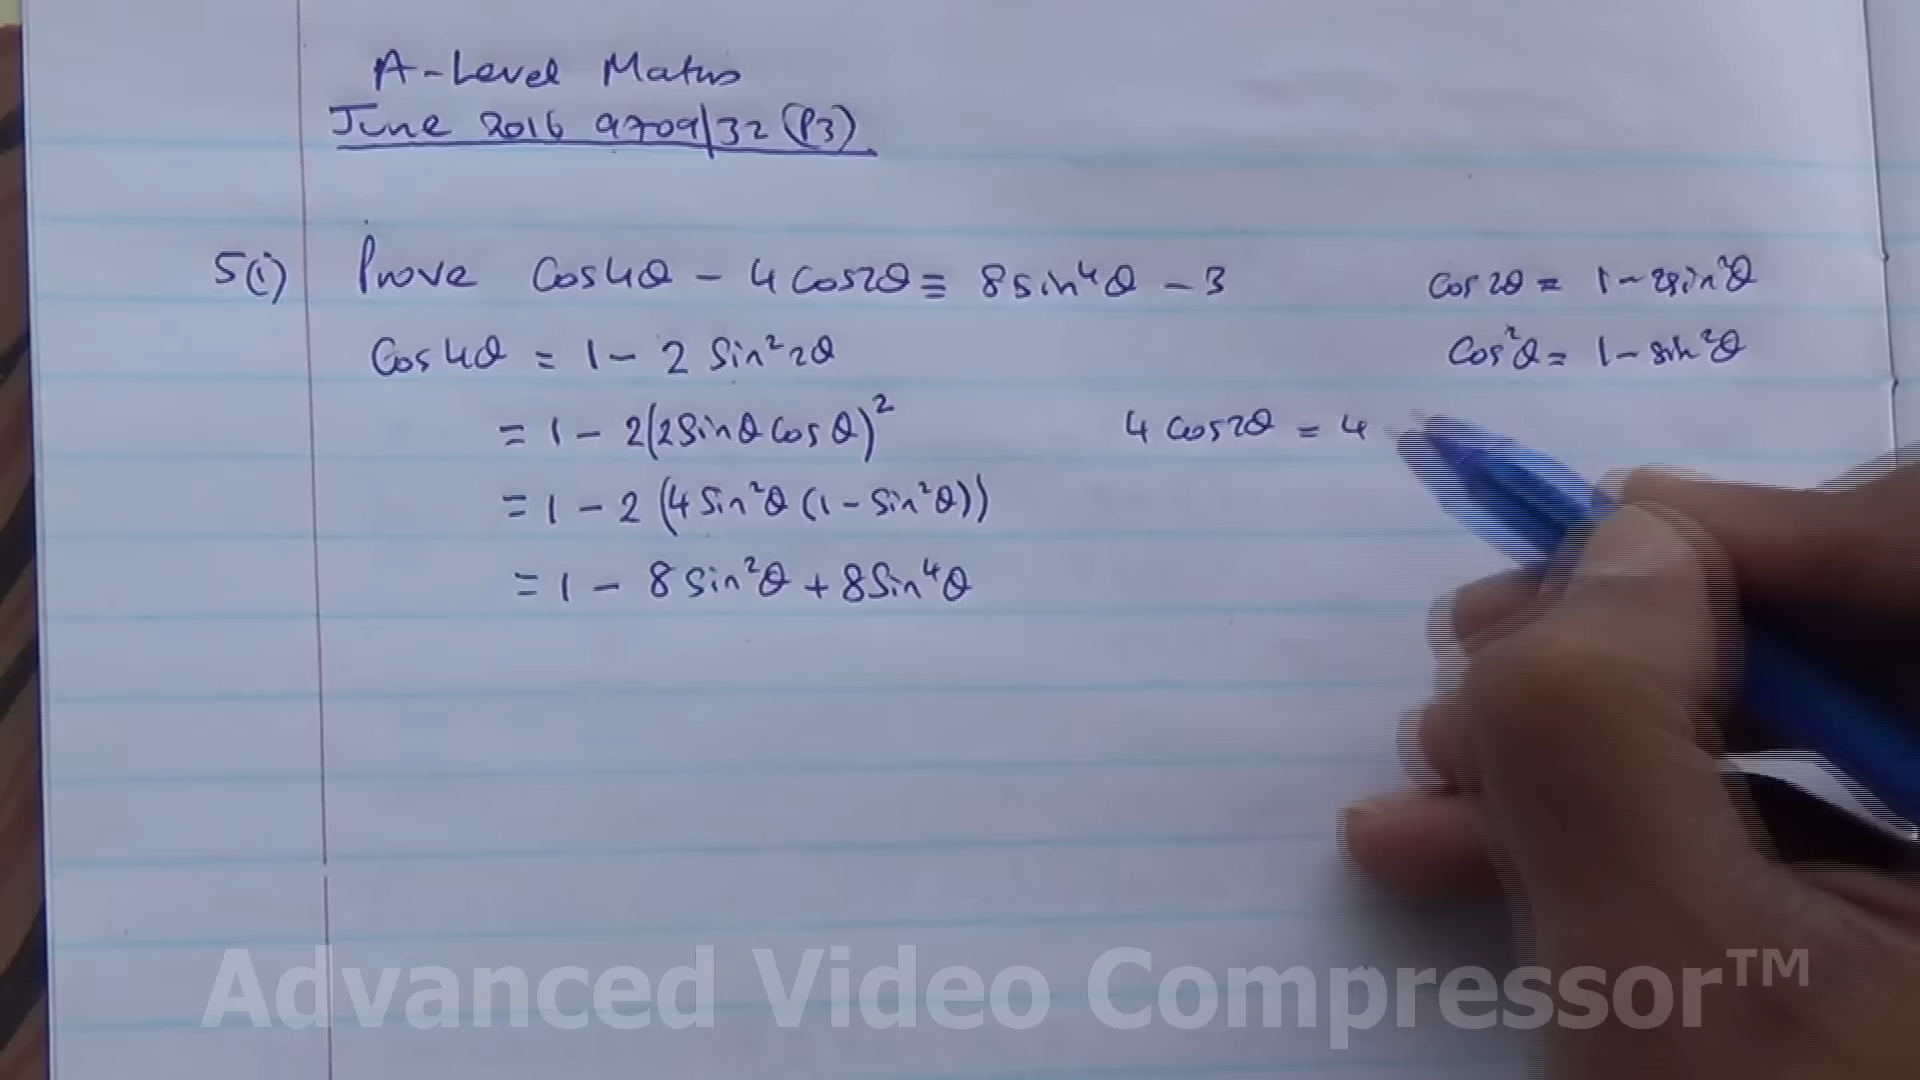 A-Level Maths
June 2016 9709/32 (P3)
5(i) Prove Cos4θ - 4cos2θ ≡ 8sin⁴θ - 3
cos2θ = 1 - 2sin²θ
Cos4θ = 1 - 2 Sin²2θ
Cos²θ = 1 - sin²θ
= 1 - 2(2Sinθ Cosθ)²
4 Cos2θ = 4
= 1 - 2 (4 Sin²θ (1 - Sin²θ))
= 1 - 8 Sin²θ + 8Sin⁴θ
Advanced Video Compressor™